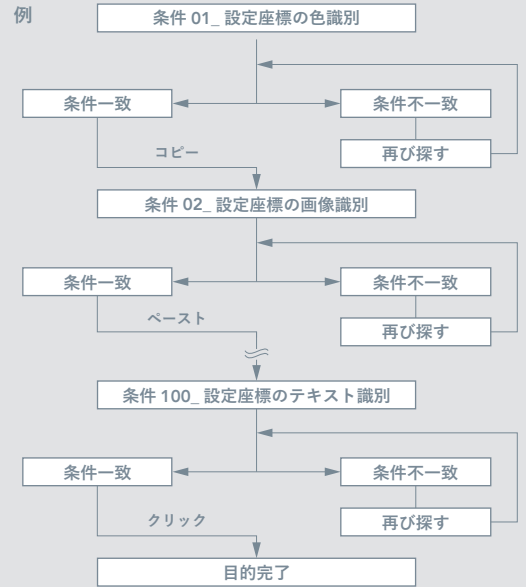 例
条件 01_ 設定座標の色識別
条件一致
条件不一致
コピー
再び探す
条件 02_ 設定座標の画像識別
条件一致
条件不一致
ペースト
再び探す
条件 100_ 設定座標のテキスト識別
条件一致
条件不一致
クリック
再び探す
目的完了